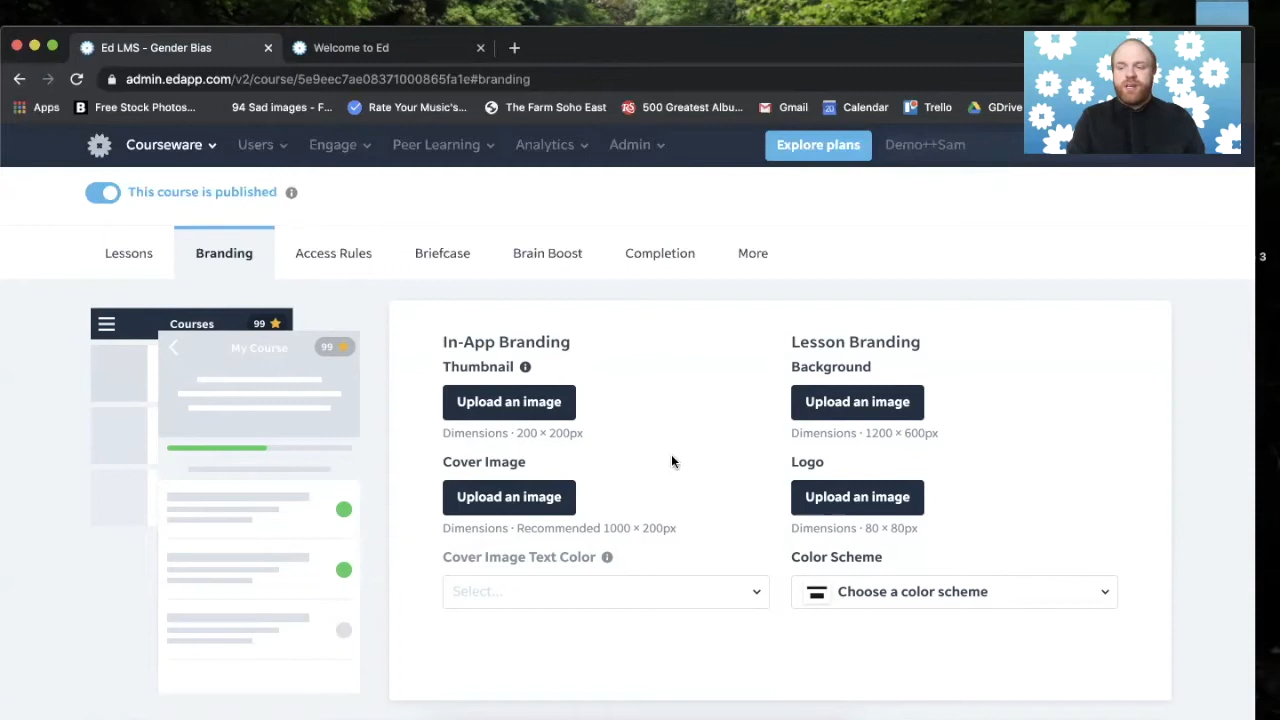 Ed LMS - Gender Bias
Welcome to Ed
admin.edapp.com/v2/course/5e9eec7ae083710001365fa1e#branding
Apps
Free Stock Photos...
94 Sad images - F...
Rate Your Music's...
The Farm Soho East
500 Greatest Albu...
Gmail
Calendar
Trello
GDrive
Courseware
Users
Engage
Peer Learning
Analytics
Admin
Explore plans
Demo++Sam
This course is published
3
Lessons
Branding
Access Rules
Briefcase
Brain Boost
Completion
More
Courses
99
My Course
99
In-App Branding
Thumbnail
Upload an image
Dimensions · 200 × 200px
Cover Image
Upload an image
Dimensions · Recommended 1000 × 200px
Cover Image Text Color
Select...
Lesson Branding
Background
Upload an image
Dimensions · 1200 × 600px
Logo
Upload an image
Dimensions · 80 × 80px
Color Scheme
Choose a color scheme